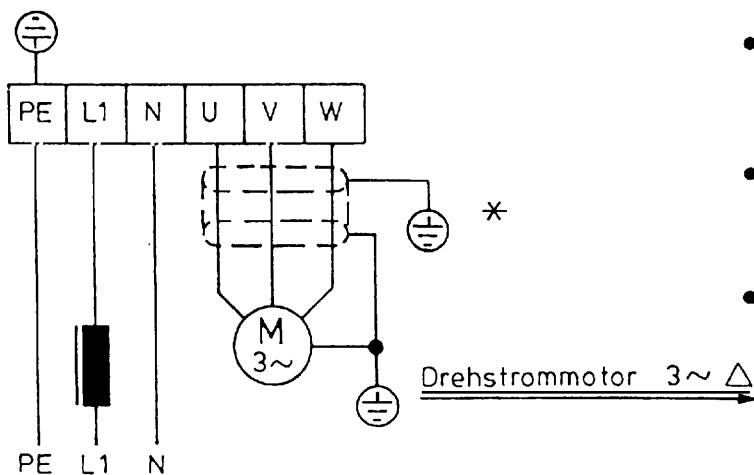 PE L1 N U V W
*
M
3~
Drehstrommotor 3~ △
PE L1 N